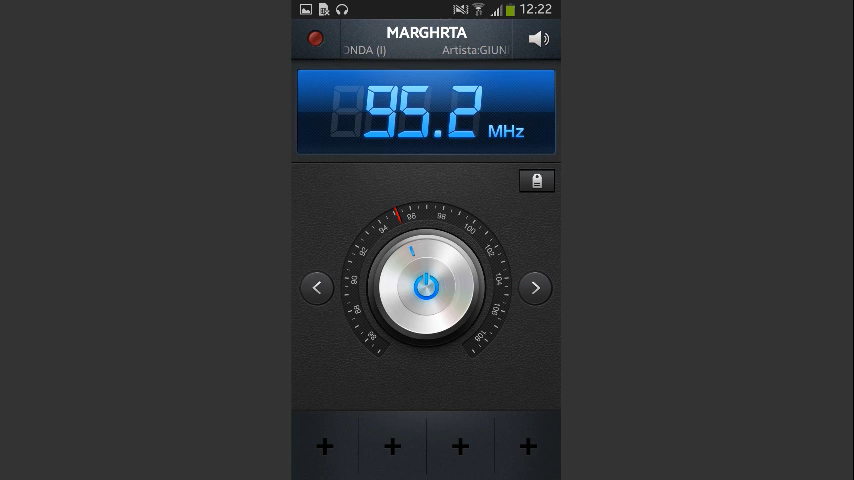 12:22
MARGHRTA
ONDA (I) Artista:GIUN
95.2 MHz
86 88 90 92 94 96 98 100 102 104 106 108